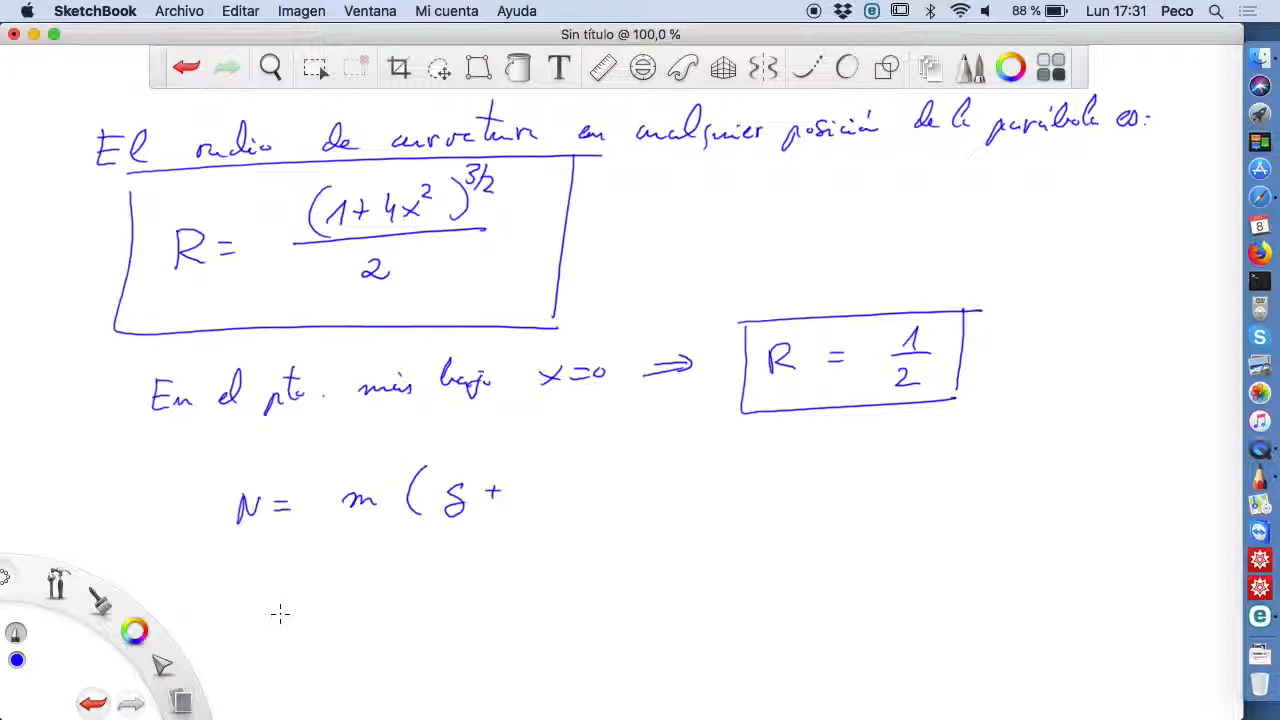 SketchBook Archivo Editar Imagen Ventana Mi cuenta Ayuda 88 % Lun 17:31 Peco
Sin título @ 100,0 %
El radio de curvatura en cualquier posición de la parábola es:
R = (1+4x²)^3/2 / 2
En el pto. más bajo x=0 ⇒ R = 1/2
N = m ( g +